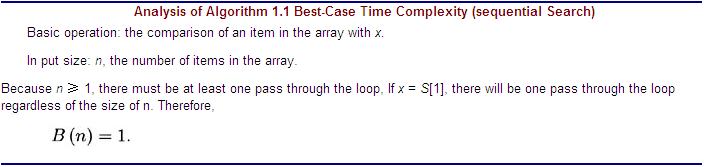 Analysis of Algorithm 1.1 Best-Case Time Complexity (sequential Search)
Basic operation: the comparison of an item in the array with x.
In put size: n, the number of items in the array.
Because n ⩾ 1, there must be at least one pass through the loop, If x = S[1], there will be one pass through the loop
regardless of the size of n. Therefore,
B (n) = 1.